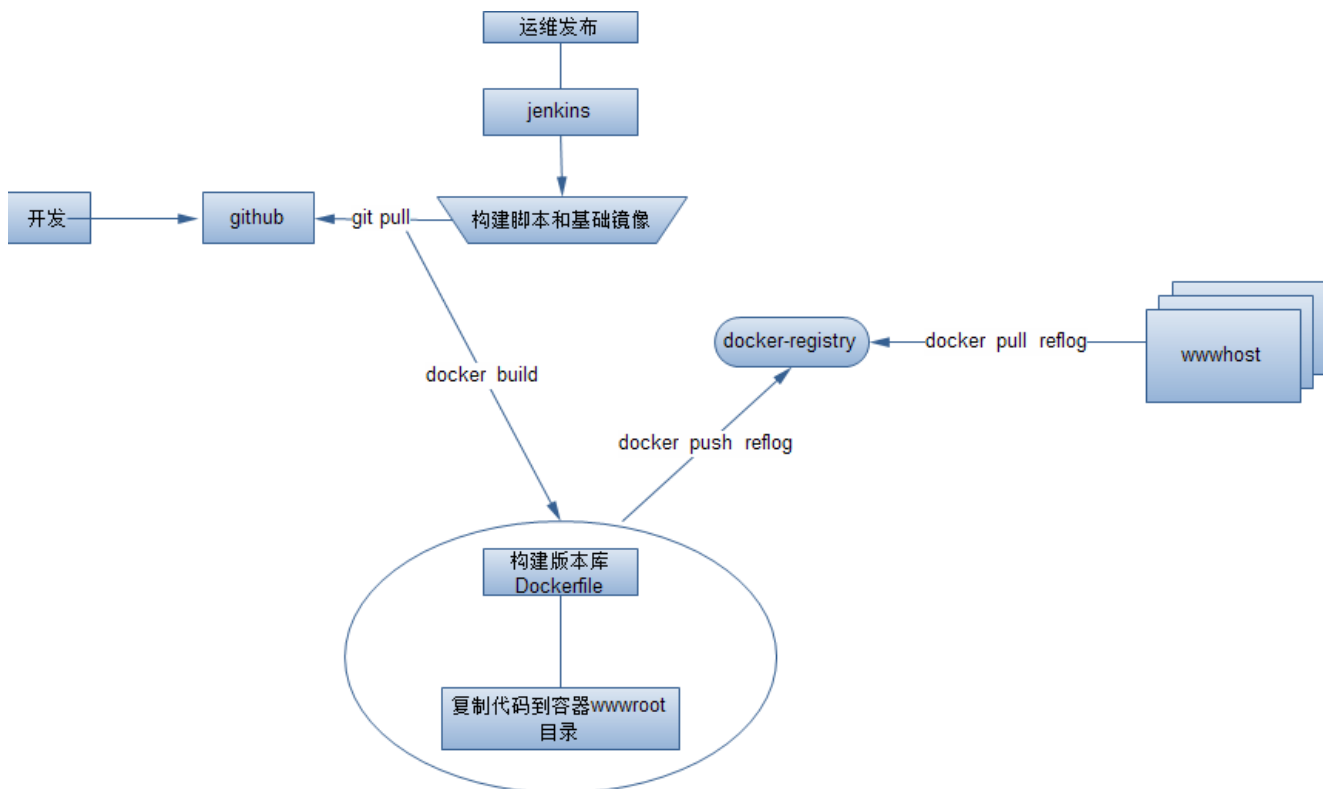 运维发布
jenkins
开发
github
git pull
构建脚本和基础镜像
docker-registry
docker pull reflog
wwwhost
docker build
docker push reflog
构建版本库
Dockerfile
复制代码到容器wwwroot
目录